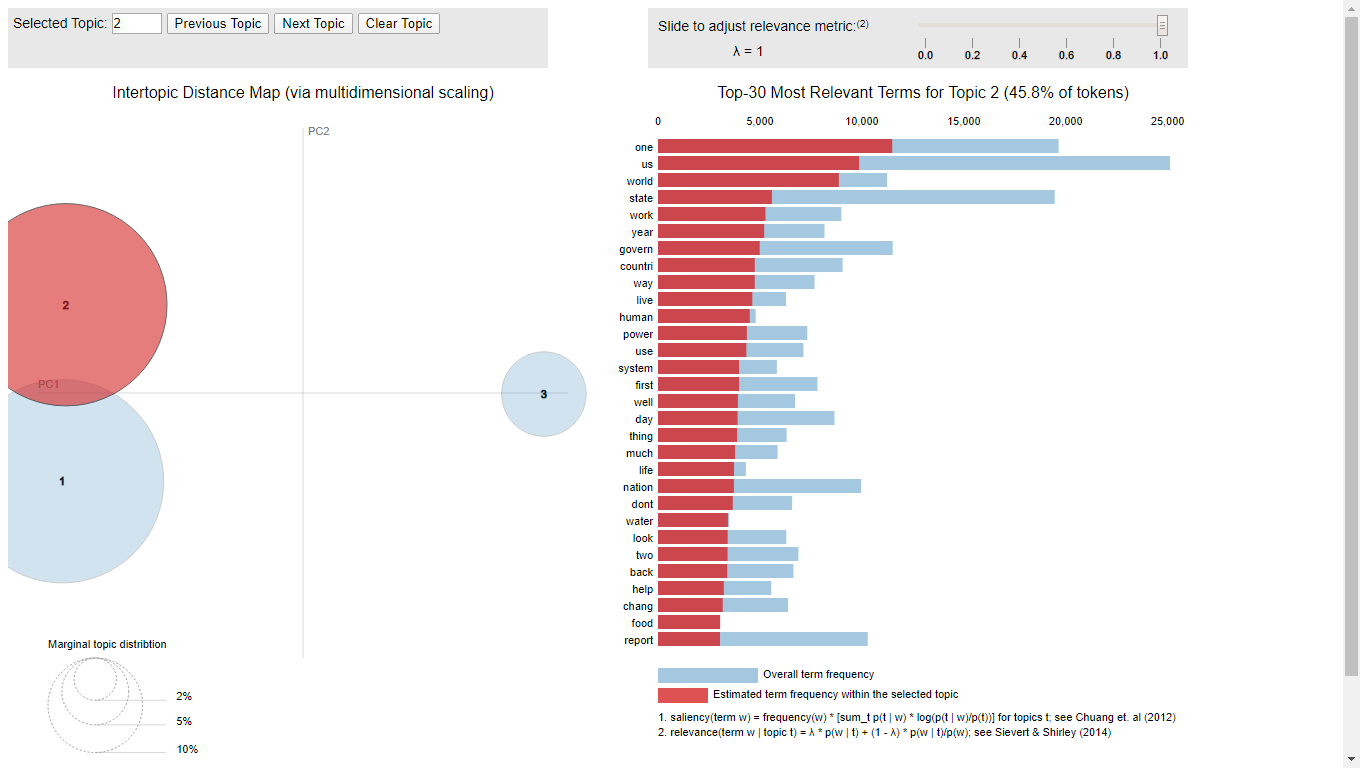 Selected Topic: 2 Previous Topic Next Topic Clear Topic
Slide to adjust relevance metric:(2)
λ = 1
0.0 0.2 0.4 0.6 0.8 1.0
Intertopic Distance Map (via multidimensional scaling)
PC2
PC1
2
1
3
Marginal topic distribtion
2%
5%
10%
Top-30 Most Relevant Terms for Topic 2 (45.8% of tokens)
0 5,000 10,000 15,000 20,000 25,000
one
us
world
state
work
year
govern
countri
way
live
human
power
use
system
first
well
day
thing
much
life
nation
dont
water
look
two
back
help
chang
food
report
Overall term frequency
Estimated term frequency within the selected topic
1. saliency(term w) = frequency(w) * [sum_t p(t | w) * log(p(t | w)/p(t))] for topics t; see Chuang et. al (2012)
2. relevance(term w | topic t) = λ * p(w | t) + (1 - λ) * p(w | t)/p(w); see Sievert & Shirley (2014)